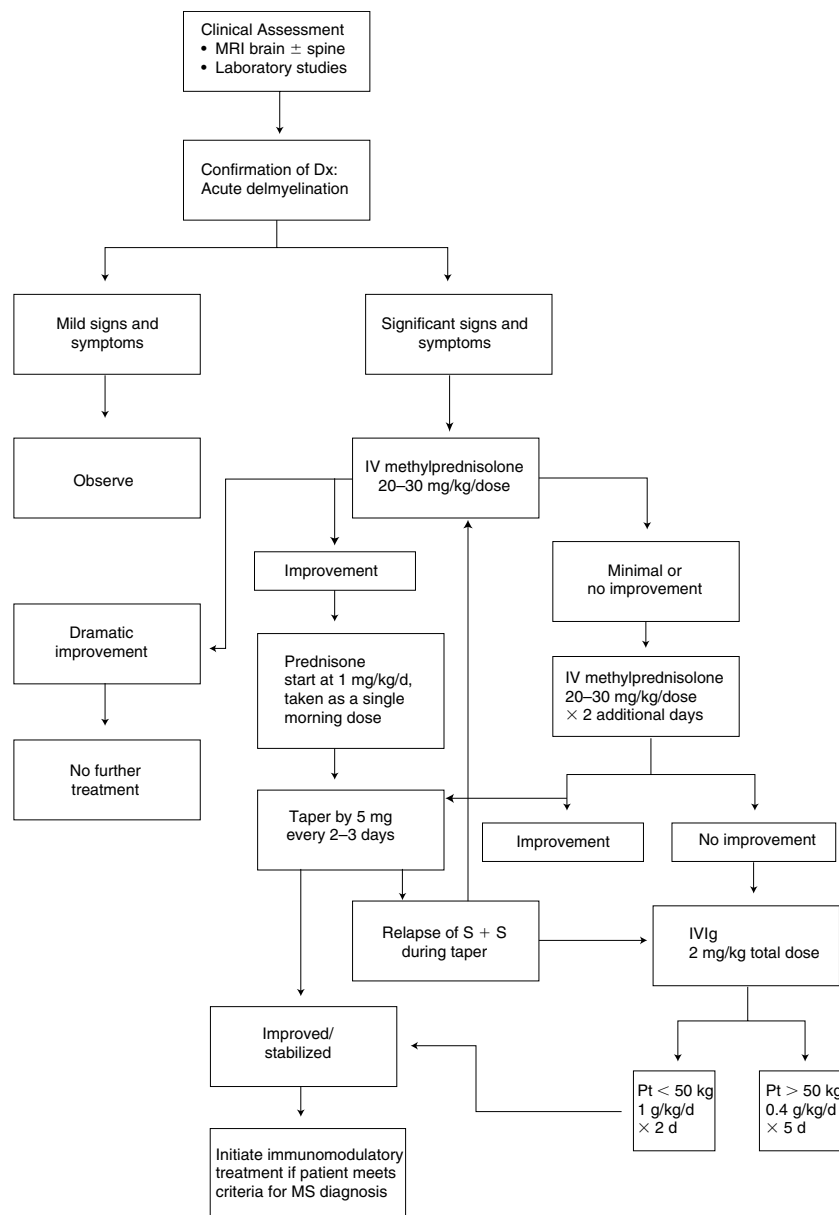 Clinical Assessment
• MRI brain ± spine
• Laboratory studies
Confirmation of Dx:
Acute delmyelination
Mild signs and
symptoms
Significant signs and
symptoms
Observe
IV methylprednisolone
20–30 mg/kg/dose
Improvement
Minimal or
no improvement
Dramatic
improvement
Prednisone
start at 1 mg/kg/d,
taken as a single
morning dose
IV methylprednisolone
20–30 mg/kg/dose
× 2 additional days
No further
treatment
Taper by 5 mg
every 2–3 days
Improvement
No improvement
Relapse of S + S
during taper
IVIg
2 mg/kg total dose
Improved/
stabilized
Pt < 50 kg
1 g/kg/d
× 2 d
Pt > 50 kg
0.4 g/kg/d
× 5 d
Initiate immunomodulatory
treatment if patient meets
criteria for MS diagnosis